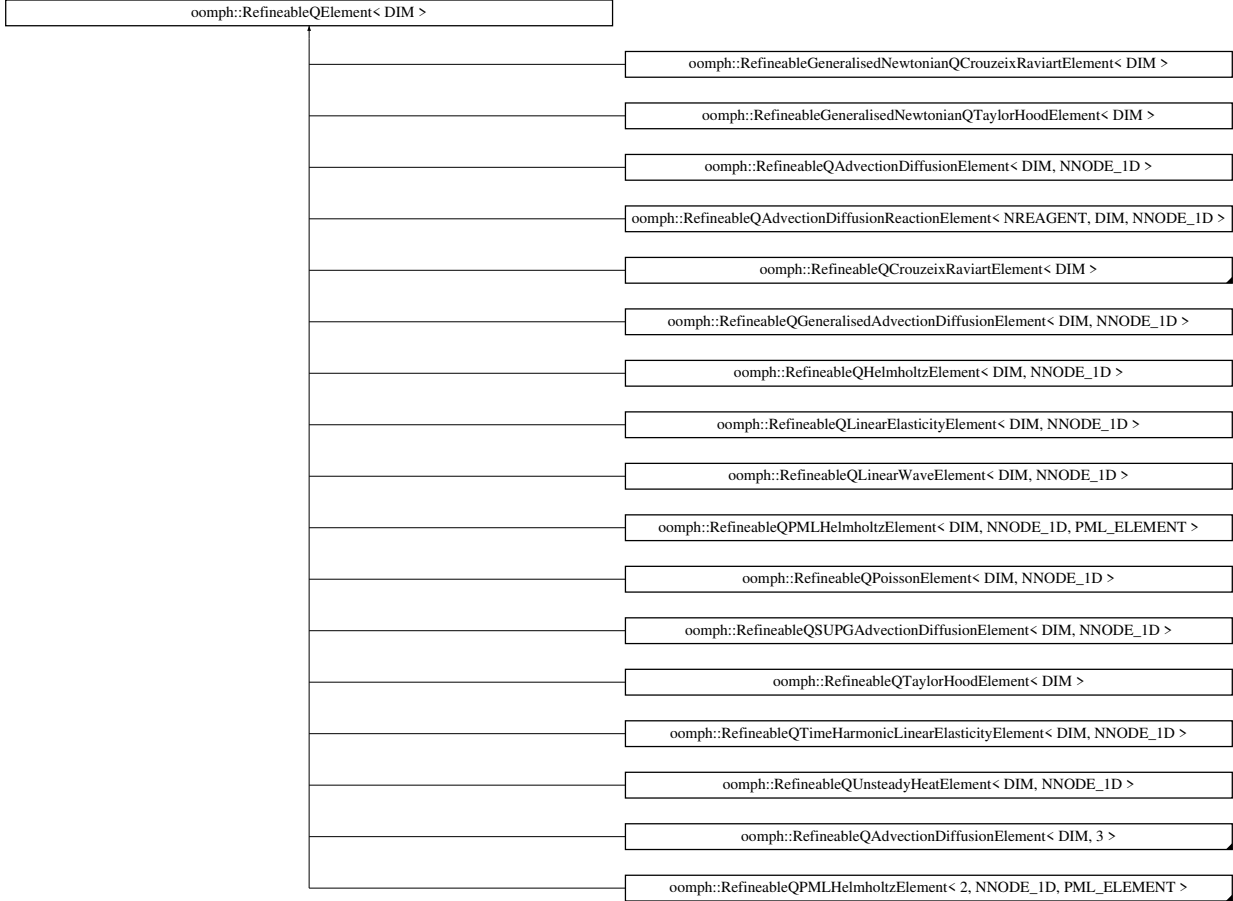 oomph::RefineableQElement< DIM >
oomph::RefineableGeneralisedNewtonianQCrouzeixRaviartElement< DIM >
oomph::RefineableGeneralisedNewtonianQTaylorHoodElement< DIM >
oomph::RefineableQAdvectionDiffusionElement< DIM, NNODE_1D >
oomph::RefineableQAdvectionDiffusionReactionElement< NREAGENT, DIM, NNODE_1D >
oomph::RefineableQCrouzeixRaviartElement< DIM >
oomph::RefineableQGeneralisedAdvectionDiffusionElement< DIM, NNODE_1D >
oomph::RefineableQHelmholtzElement< DIM, NNODE_1D >
oomph::RefineableQLinearElasticityElement< DIM, NNODE_1D >
oomph::RefineableQLinearWaveElement< DIM, NNODE_1D >
oomph::RefineableQPMLHelmholtzElement< DIM, NNODE_1D, PML_ELEMENT >
oomph::RefineableQPoissonElement< DIM, NNODE_1D >
oomph::RefineableQSUPGAdvectionDiffusionElement< DIM, NNODE_1D >
oomph::RefineableQTaylorHoodElement< DIM >
oomph::RefineableQTimeHarmonicLinearElasticityElement< DIM, NNODE_1D >
oomph::RefineableQUnsteadyHeatElement< DIM, NNODE_1D >
oomph::RefineableQAdvectionDiffusionElement< DIM, 3 >
oomph::RefineableQPMLHelmholtzElement< 2, NNODE_1D, PML_ELEMENT >